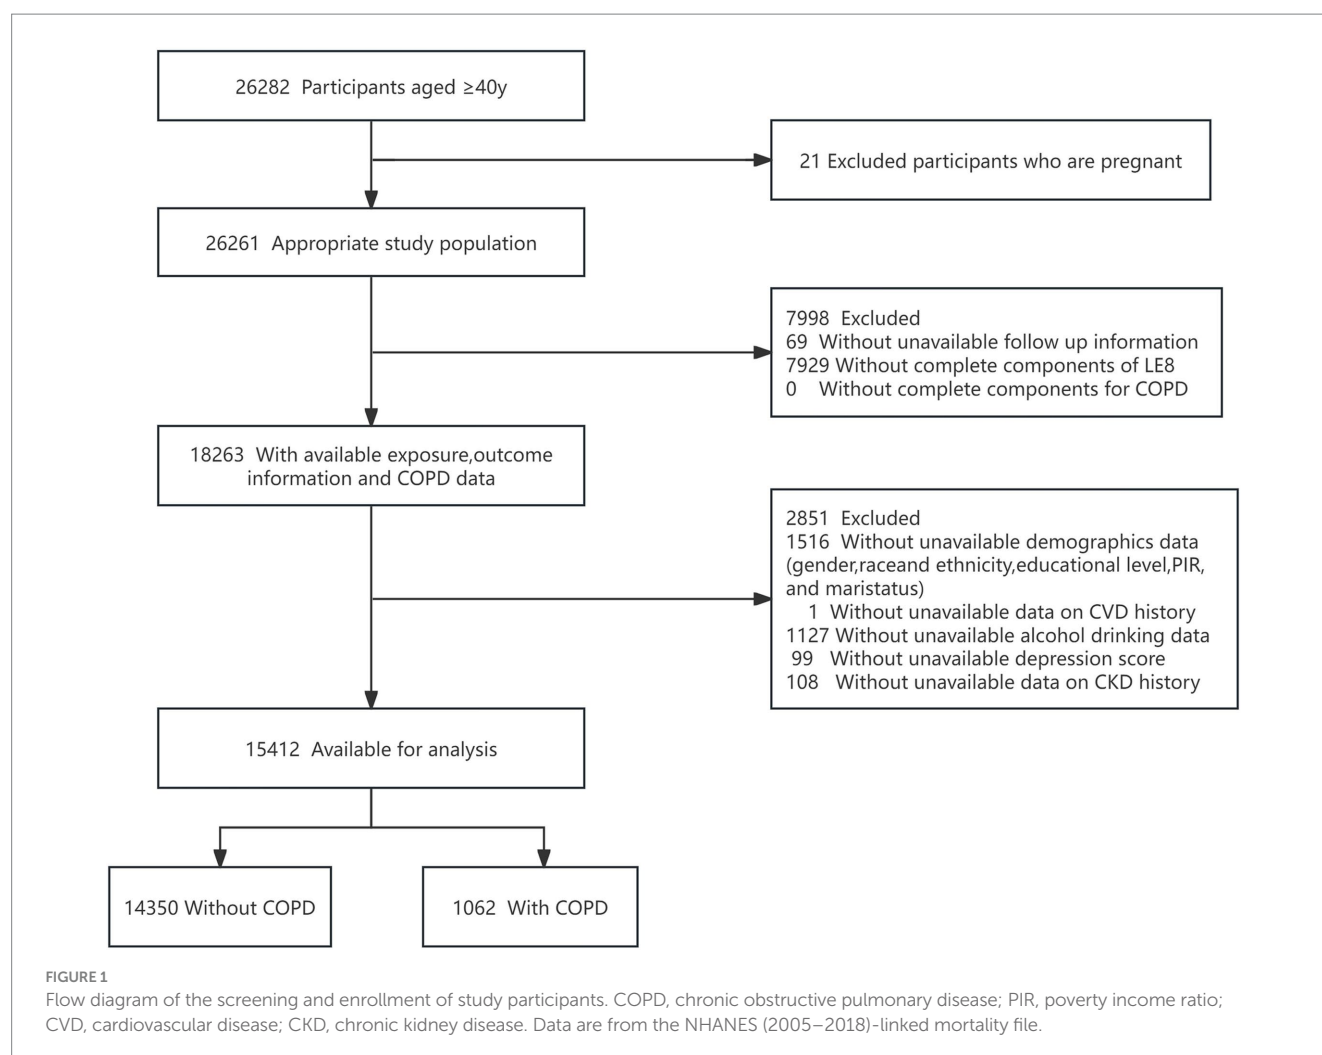 26282 Participants aged ≥40y
21 Excluded participants who are pregnant
26261 Appropriate study population
7998 Excluded
69 Without unavailable follow up information
7929 Without complete components of LE8
0 Without complete components for COPD
18263 With available exposure,outcome
information and COPD data
2851 Excluded
1516 Without unavailable demographics data
(gender,raceand ethnicity,educational level,PIR,
and maristatus)
1 Without unavailable data on CVD history
1127 Without unavailable alcohol drinking data
99 Without unavailable depression score
108 Without unavailable data on CKD history
15412 Available for analysis
14350 Without COPD
1062 With COPD
FIGURE 1
Flow diagram of the screening and enrollment of study participants. COPD, chronic obstructive pulmonary disease; PIR, poverty income ratio;
CVD, cardiovascular disease; CKD, chronic kidney disease. Data are from the NHANES (2005–2018)-linked mortality file.